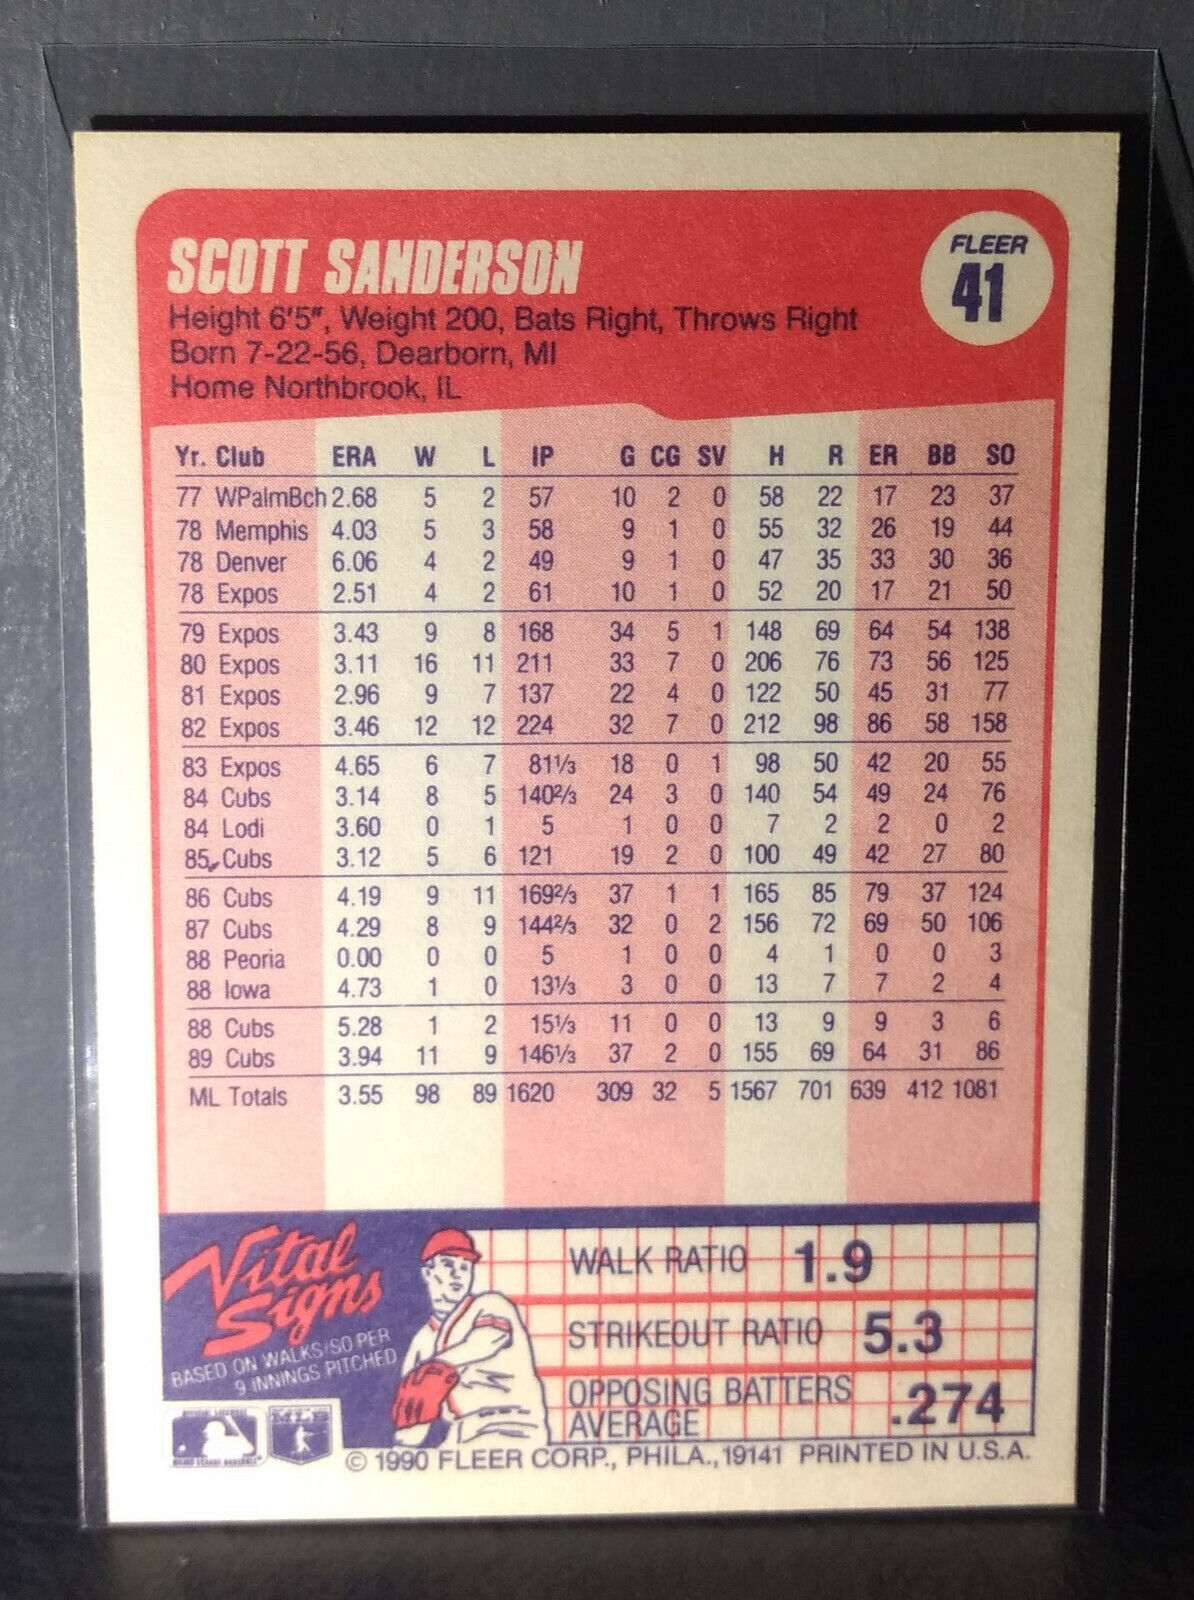 SCOTT SANDERSON
FLEER
41
Height 6'5", Weight 200, Bats Right, Throws Right
Born 7-22-56, Dearborn, MI
Home Northbrook, IL
Yr. Club ERA W L IP G CG SV H R ER BB SO
77 WPalmBch 2.68 5 2 57 10 2 0 58 22 17 23 37
78 Memphis 4.03 5 3 58 9 1 0 55 32 26 19 44
78 Denver 6.06 4 2 49 9 1 0 47 35 33 30 36
78 Expos 2.51 4 2 61 10 1 0 52 20 17 21 50
79 Expos 3.43 9 8 168 34 5 1 148 69 64 54 138
80 Expos 3.11 16 11 211 33 7 0 206 76 73 56 125
81 Expos 2.96 9 7 137 22 4 0 122 50 45 31 77
82 Expos 3.46 12 12 224 32 7 0 212 98 86 58 158
83 Expos 4.65 6 7 81⅓ 18 0 1 98 50 42 20 55
84 Cubs 3.14 8 5 140⅔ 24 3 0 140 54 49 24 76
84 Lodi 3.60 0 1 5 1 0 0 7 2 2 0 2
85 Cubs 3.12 5 6 121 19 2 0 100 49 42 27 80
86 Cubs 4.19 9 11 169⅔ 37 1 1 165 85 79 37 124
87 Cubs 4.29 8 9 144⅔ 32 0 2 156 72 69 50 106
88 Peoria 0.00 0 0 5 1 0 0 4 1 0 0 3
88 Iowa 4.73 1 0 13⅓ 3 0 0 13 7 7 2 4
88 Cubs 5.28 1 2 15⅓ 11 0 0 13 9 9 3 6
89 Cubs 3.94 11 9 146⅓ 37 2 0 155 69 64 31 86
ML Totals 3.55 98 89 1620 309 32 5 1567 701 639 412 1081
Vital
Signs
BASED ON WALKS/SO PER
9 INNINGS PITCHED
WALK RATIO 1.9
STRIKEOUT RATIO 5.3
OPPOSING BATTERS
AVERAGE .274
© 1990 FLEER CORP., PHILA., 19141 PRINTED IN U.S.A.